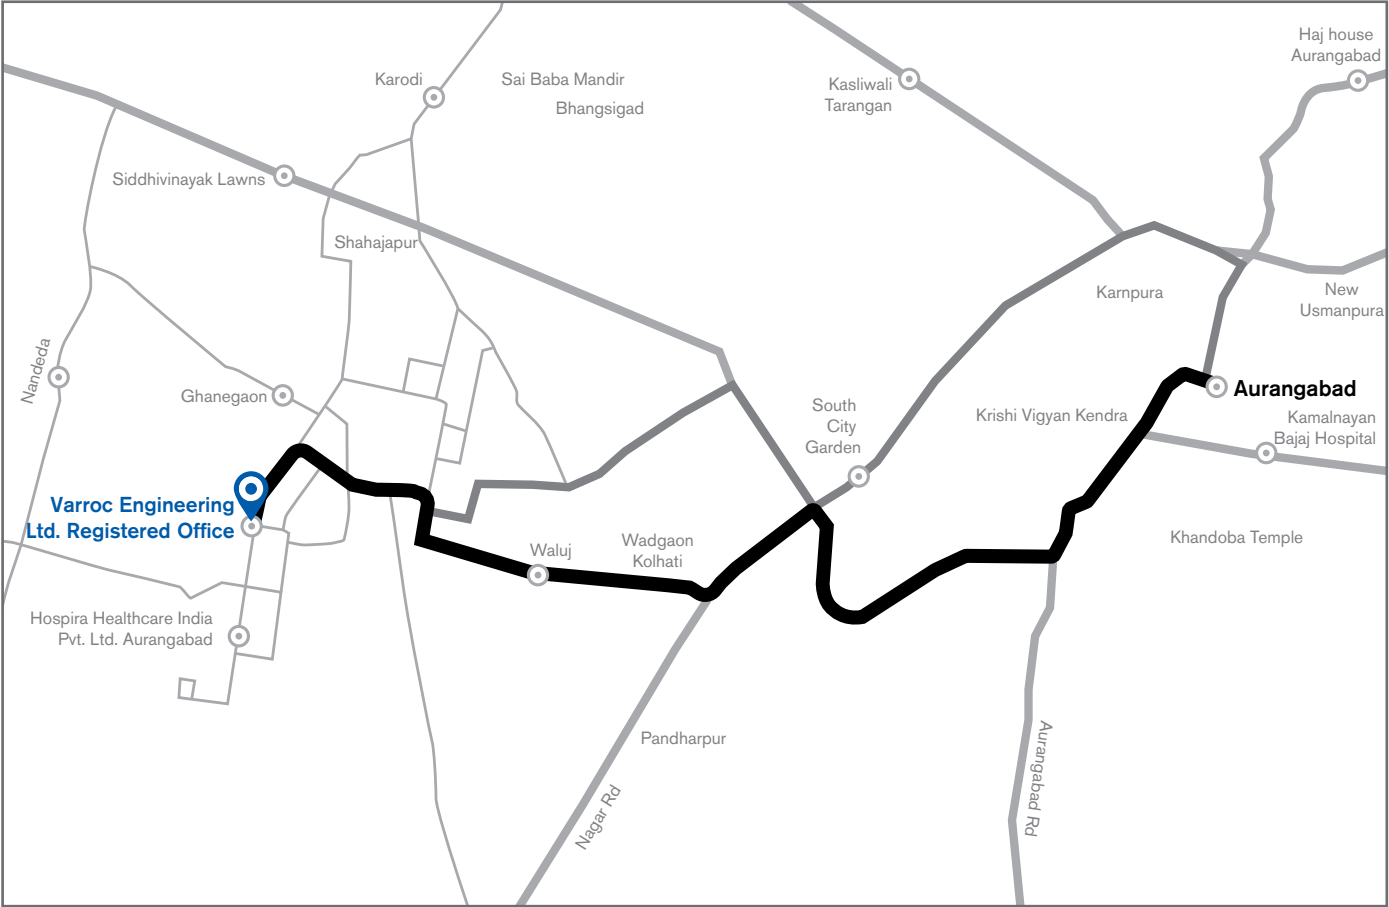 Haj house
Aurangabad
Karodi
Sai Baba Mandir
Bhangsigad
Kasliwali
Tarangan
Siddhivinayak Lawns
Shahajapur
Karnpura
New
Usmanpura
Nandeda
Ghanegaon
South
City
Garden
Krishi Vigyan Kendra
Aurangabad
Kamalnayan
Bajaj Hospital
Varroc Engineering
Ltd. Registered Office
Waluj
Wadgaon
Kolhati
Khandoba Temple
Hospira Healthcare India
Pvt. Ltd. Aurangabad
Pandharpur
Nagar Rd
Aurangabad Rd